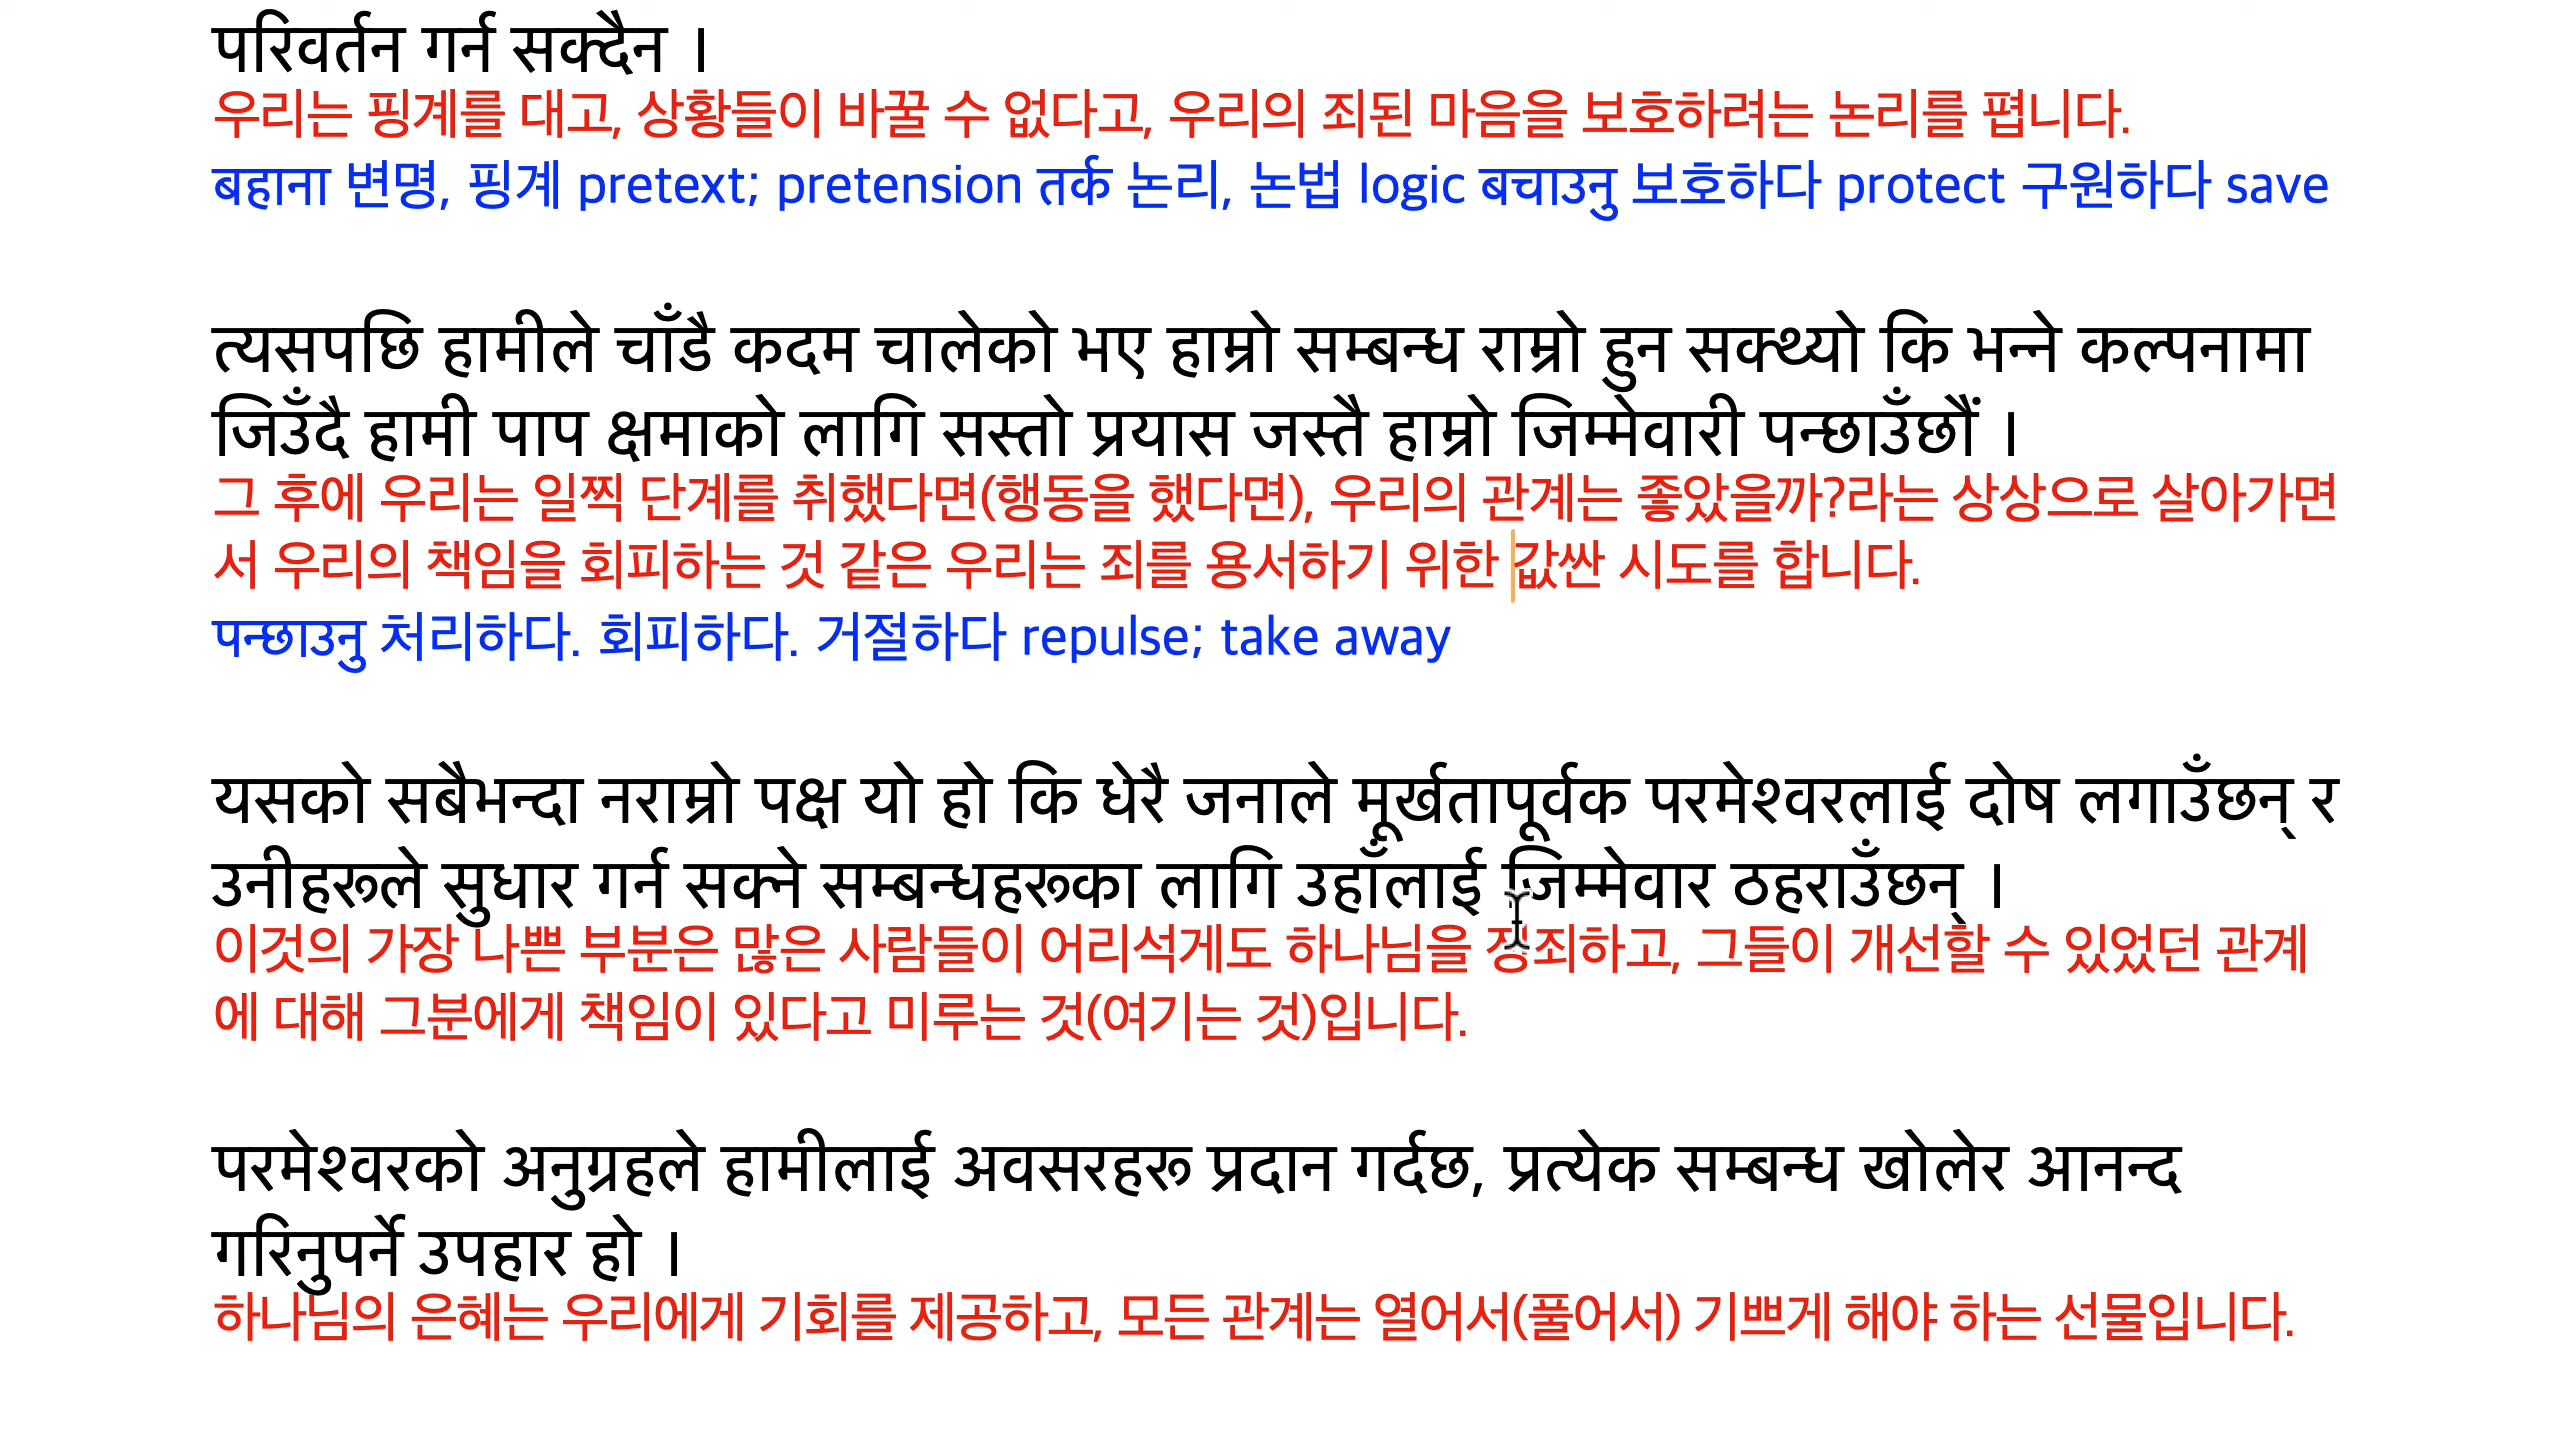 परिवर्तन गर्न सक्दैन ।
우리는 핑계를 대고, 상황들이 바꿀 수 없다고, 우리의 죄된 마음을 보호하려는 논리를 폅니다.
बहाना 변명, 핑계 pretext; pretension तर्क 논리, 논법 logic बचाउनु 보호하다 protect 구원하다 save
त्यसपछि हामीले चाँडै कदम चालेको भए हाम्रो सम्बन्ध राम्रो हुन सक्थ्यो कि भन्ने कल्पनामा
जिउँदै हामी पाप क्षमाको लागि सस्तो प्रयास जस्तै हाम्रो जिम्मेवारी पन्छाउँछौं ।
그 후에 우리는 일찍 단계를 취했다면(행동을 했다면), 우리의 관계는 좋았을까?라는 상상으로 살아가면
서 우리의 책임을 회피하는 것 같은 우리는 죄를 용서하기 위한 값싼 시도를 합니다.
पन्छाउनु 처리하다. 회피하다. 거절하다 repulse; take away
यसको सबैभन्दा नराम्रो पक्ष यो हो कि धेरै जनाले मूर्खतापूर्वक परमेश्वरलाई दोष लगाउँछन् र
उनीहरूले सुधार गर्न सक्ने सम्बन्धहरूका लागि उहाँलाई जिम्मेवार ठहराउँछन् ।
이것의 가장 나쁜 부분은 많은 사람들이 어리석게도 하나님을 정죄하고, 그들이 개선할 수 있었던 관계
에 대해 그분에게 책임이 있다고 미루는 것(여기는 것)입니다.
परमेश्वरको अनुग्रहले हामीलाई अवसरहरू प्रदान गर्दछ, प्रत्येक सम्बन्ध खोलेर आनन्द
गरिनुपर्ने उपहार हो ।
하나님의 은혜는 우리에게 기회를 제공하고, 모든 관계는 열어서(풀어서) 기쁘게 해야 하는 선물입니다.